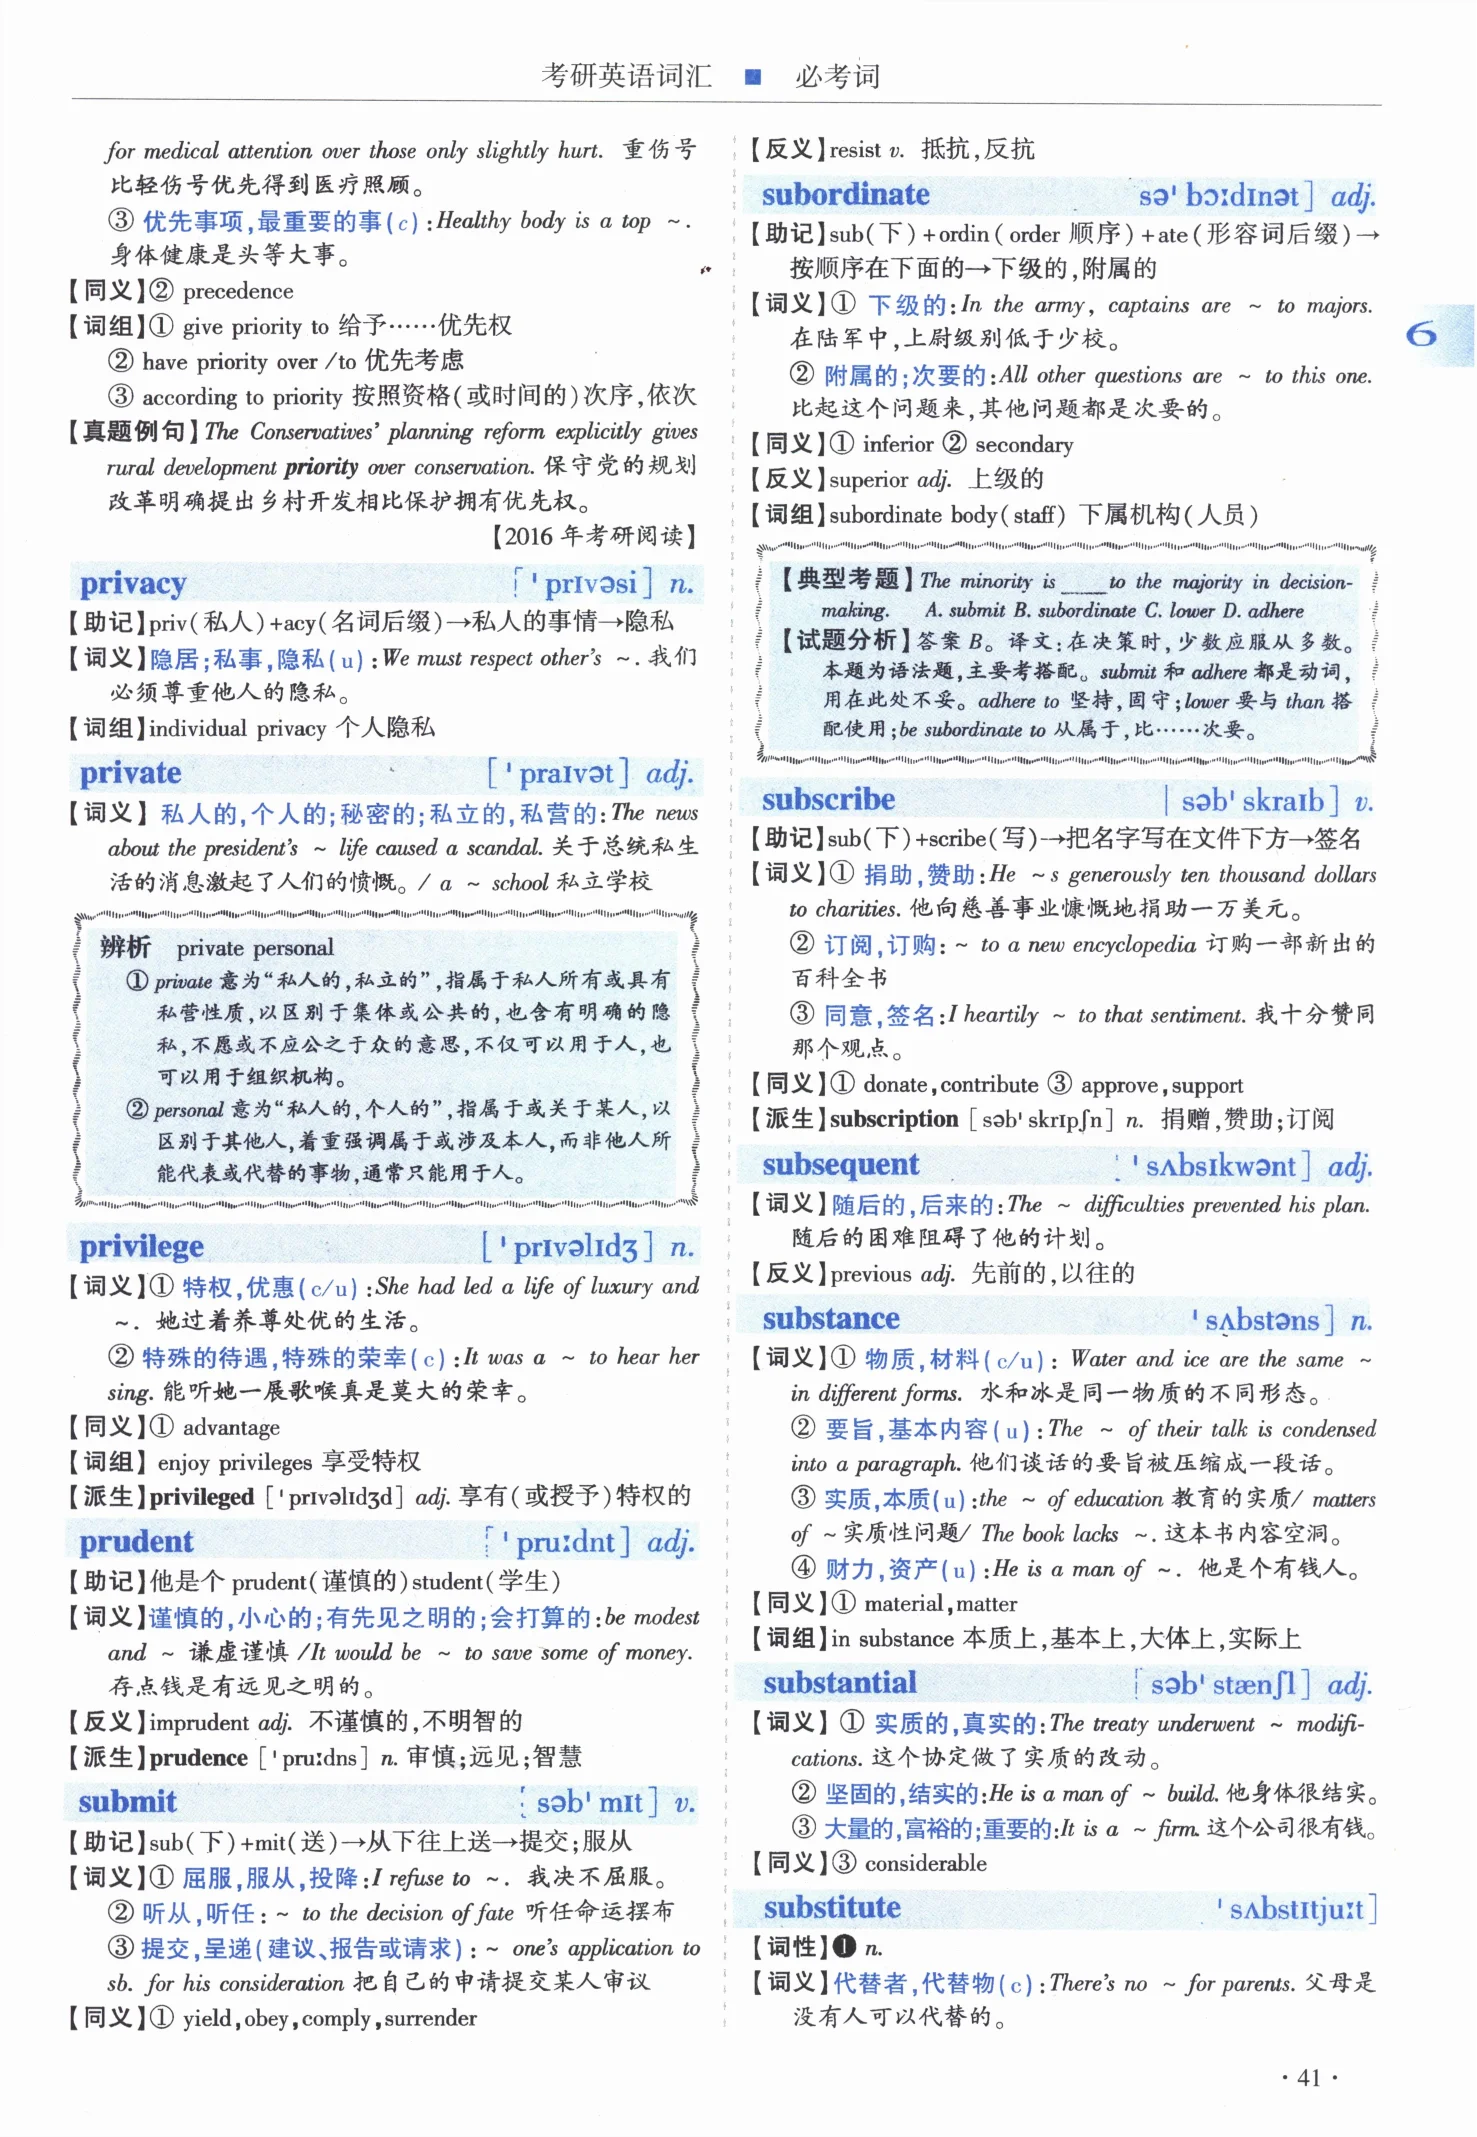 考研英语词汇 ■ 必考词
for medical attention over those only slightly hurt. 重伤号
比轻伤号优先得到医疗照顾。
③ 优先事项,最重要的事(c):Healthy body is a top ~.
身体健康是头等大事。
【同义】② precedence
【词组】① give priority to 给予……优先权
② have priority over /to 优先考虑
③ according to priority 按照资格(或时间的)次序,依次
【真题例句】The Conservatives' planning reform explicitly gives
rural development priority over conservation. 保守党的规划
改革明确提出乡村开发相比保护拥有优先权。
【2016 年考研阅读】
privacy [ˈprɪvəsi] n.
【助记】priv(私人)+acy(名词后缀)→私人的事情→隐私
【词义】隐居;私事,隐私(u):We must respect other's ~. 我们
必须尊重他人的隐私。
【词组】individual privacy 个人隐私
private [ˈpraɪvət] adj.
【词义】私人的,个人的;秘密的;私立的,私营的:The news
about the president's ~ life caused a scandal. 关于总统私生
活的消息激起了人们的愤慨。/ a ~ school 私立学校
辨析 private personal
① private 意为“私人的,私立的”,指属于私人所有或具有
私营性质,以区别于集体或公共的,也含有明确的隐
私,不愿或不应公之于众的意思,不仅可以用于人,也
可以用于组织机构。
② personal 意为“私人的,个人的”,指属于或关于某人,以
区别于其他人,着重强调属于或涉及本人,而非他人所
能代表或代替的事物,通常只能用于人。
privilege [ˈprɪvəlɪdʒ] n.
【词义】① 特权,优惠(c/u):She had led a life of luxury and
~. 她过着养尊处优的生活。
② 特殊的待遇,特殊的荣幸(c):It was a ~ to hear her
sing. 能听她一展歌喉真是莫大的荣幸。
【同义】① advantage
【词组】enjoy privileges 享受特权
【派生】privileged [ˈprɪvəlɪdʒd] adj. 享有(或授予)特权的
prudent [ˈpruːdnt] adj.
【助记】他是个 prudent(谨慎的)student(学生)
【词义】谨慎的,小心的;有先见之明的;会打算的:be modest
and ~ 谦虚谨慎 /It would be ~ to save some of money.
存点钱是有远见之明的。
【反义】imprudent adj. 不谨慎的,不明智的
【派生】prudence [ˈpruːdns] n. 审慎;远见;智慧
submit [səbˈmɪt] v.
【助记】sub(下)+mit(送)→从下往上送→提交;服从
【词义】① 屈服,服从,投降:I refuse to ~. 我决不屈服。
② 听从,听任: ~ to the decision of fate 听任命运摆布
③ 提交,呈递(建议、报告或请求): ~ one's application to
sb. for his consideration 把自己的申请提交某人审议
【同义】① yield,obey,comply,surrender
【反义】resist v. 抵抗,反抗
subordinate səˈbɔːdɪnət] adj.
【助记】sub(下)+ordin(order 顺序)+ate(形容词后缀)→
按顺序在下面的→下级的,附属的
【词义】① 下级的:In the army, captains are ~ to majors.
在陆军中,上尉级别低于少校。
② 附属的;次要的:All other questions are ~ to this one.
比起这个问题来,其他问题都是次要的。
【同义】① inferior ② secondary
【反义】superior adj. 上级的
【词组】subordinate body(staff) 下属机构(人员)
6
【典型考题】The minority is ____ to the majority in decision-
making. A. submit B. subordinate C. lower D. adhere
【试题分析】答案 B。译文:在决策时,少数应服从多数。
本题为语法题,主要考搭配。submit 和 adhere 都是动词,
用在此处不妥。adhere to 坚持,固守;lower 要与 than 搭
配使用;be subordinate to 从属于,比……次要。
subscribe səbˈskraɪb] v.
【助记】sub(下)+scribe(写)→把名字写在文件下方→签名
【词义】① 捐助,赞助:He ~s generously ten thousand dollars
to charities. 他向慈善事业慷慨地捐助一万美元。
② 订阅,订购: ~ to a new encyclopedia 订购一部新出的
百科全书
③ 同意,签名:I heartily ~ to that sentiment. 我十分赞同
那个观点。
【同义】① donate,contribute ③ approve,support
【派生】subscription [səbˈskrɪpʃn] n. 捐赠,赞助;订阅
subsequent ˈsʌbsɪkwənt] adj.
【词义】随后的,后来的:The ~ difficulties prevented his plan.
随后的困难阻碍了他的计划。
【反义】previous adj. 先前的,以往的
substance ˈsʌbstəns] n.
【词义】① 物质,材料(c/u): Water and ice are the same ~
in different forms. 水和冰是同一物质的不同形态。
② 要旨,基本内容(u):The ~ of their talk is condensed
into a paragraph. 他们谈话的要旨被压缩成一段话。
③ 实质,本质(u):the ~ of education 教育的实质/ matters
of ~ 实质性问题/ The book lacks ~. 这本书内容空洞。
④ 财力,资产(u):He is a man of ~. 他是个有钱人。
【同义】① material,matter
【词组】in substance 本质上,基本上,大体上,实际上
substantial [səbˈstænʃl] adj.
【词义】① 实质的,真实的:The treaty underwent ~ modifi-
cations. 这个协定做了实质的改动。
② 坚固的,结实的:He is a man of ~ build. 他身体很结实。
③ 大量的,富裕的;重要的:It is a ~ firm. 这个公司很有钱。
【同义】③ considerable
substitute ˈsʌbstɪtjuːt]
【词性】❶ n.
【词义】代替者,代替物(c):There's no ~ for parents. 父母是
没有人可以代替的。
· 41 ·